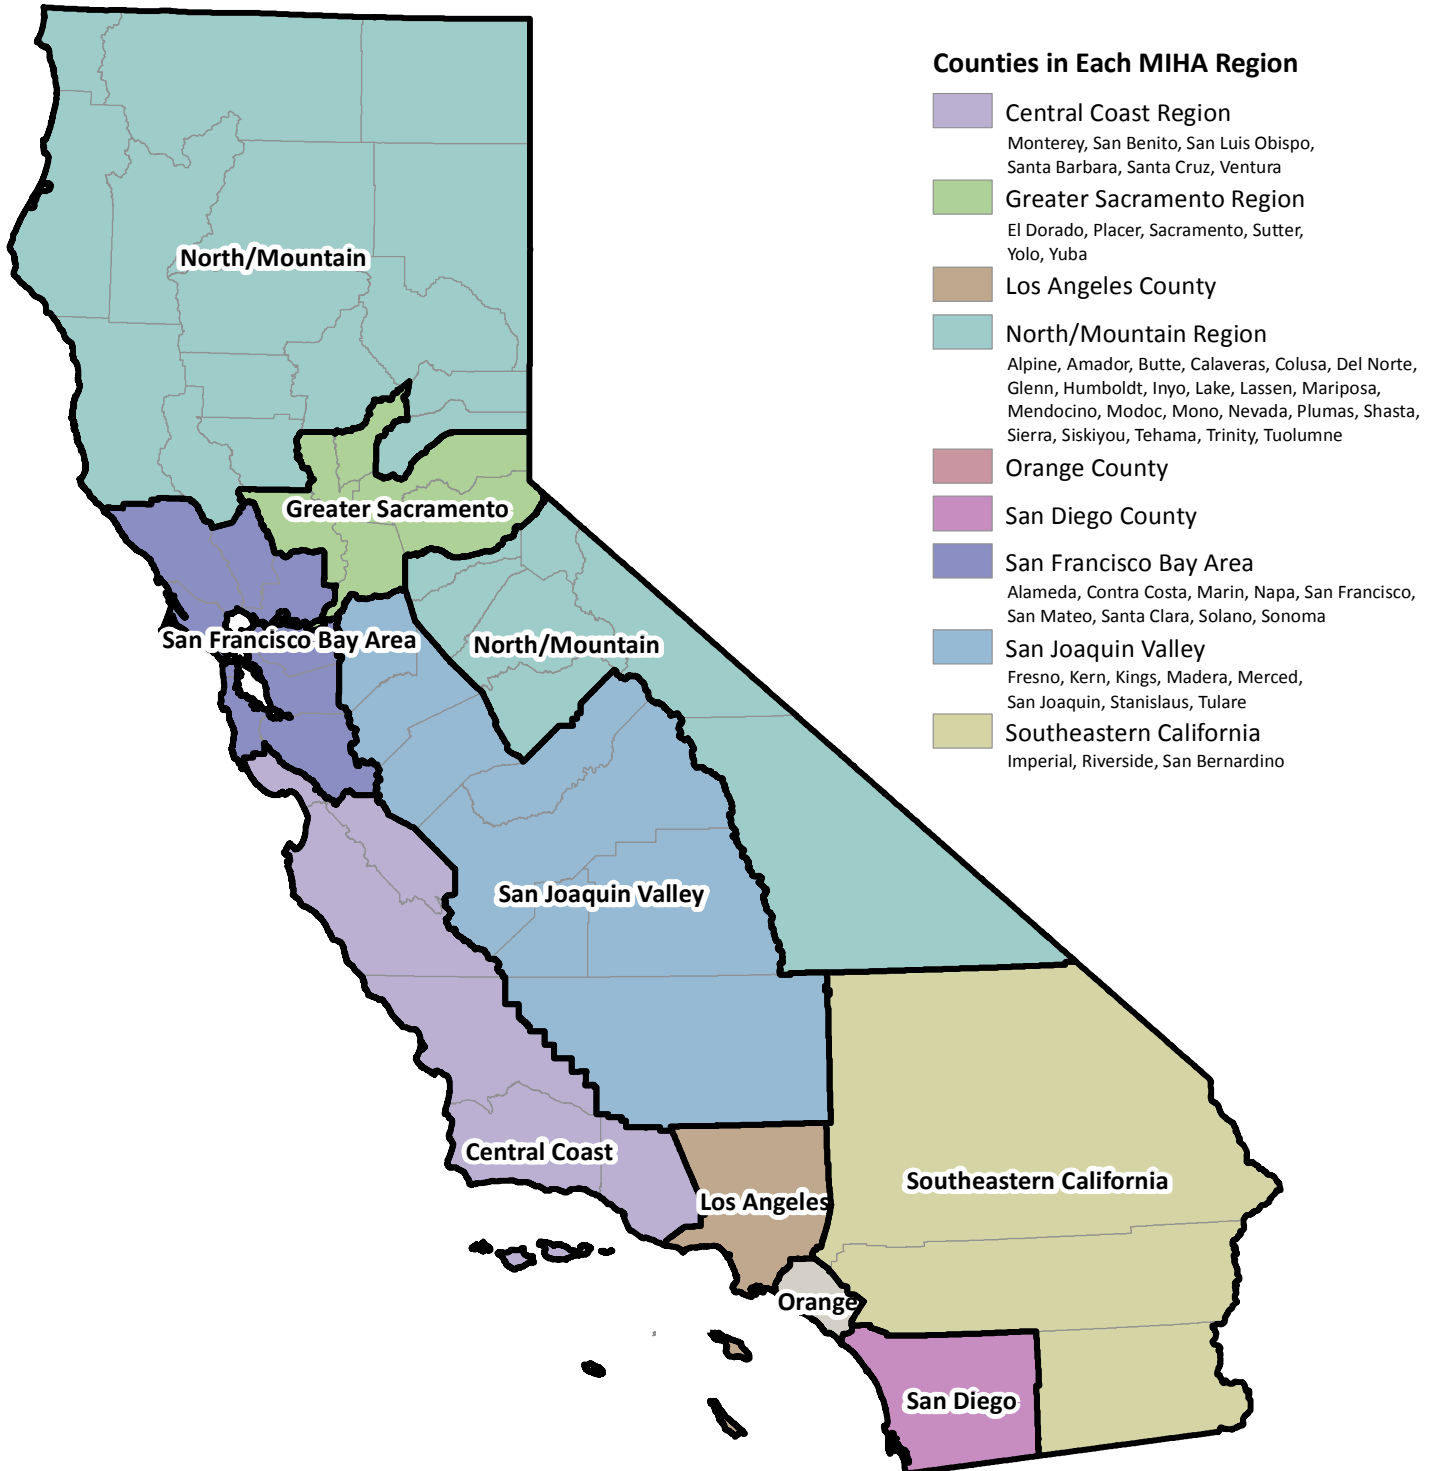 Counties in Each MIHA Region
Central Coast Region
Monterey, San Benito, San Luis Obispo,
Santa Barbara, Santa Cruz, Ventura
Greater Sacramento Region
El Dorado, Placer, Sacramento, Sutter,
Yolo, Yuba
Los Angeles County
North/Mountain Region
Alpine, Amador, Butte, Calaveras, Colusa, Del Norte,
Glenn, Humboldt, Inyo, Lake, Lassen, Mariposa,
Mendocino, Modoc, Mono, Nevada, Plumas, Shasta,
Sierra, Siskiyou, Tehama, Trinity, Tuolumne
Orange County
San Diego County
San Francisco Bay Area
Alameda, Contra Costa, Marin, Napa, San Francisco,
San Mateo, Santa Clara, Solano, Sonoma
San Joaquin Valley
Fresno, Kern, Kings, Madera, Merced,
San Joaquin, Stanislaus, Tulare
Southeastern California
Imperial, Riverside, San Bernardino
North/Mountain
Greater Sacramento
San Francisco Bay Area
North/Mountain
San Joaquin Valley
Central Coast
Los Angeles
Southeastern California
Orange
San Diego